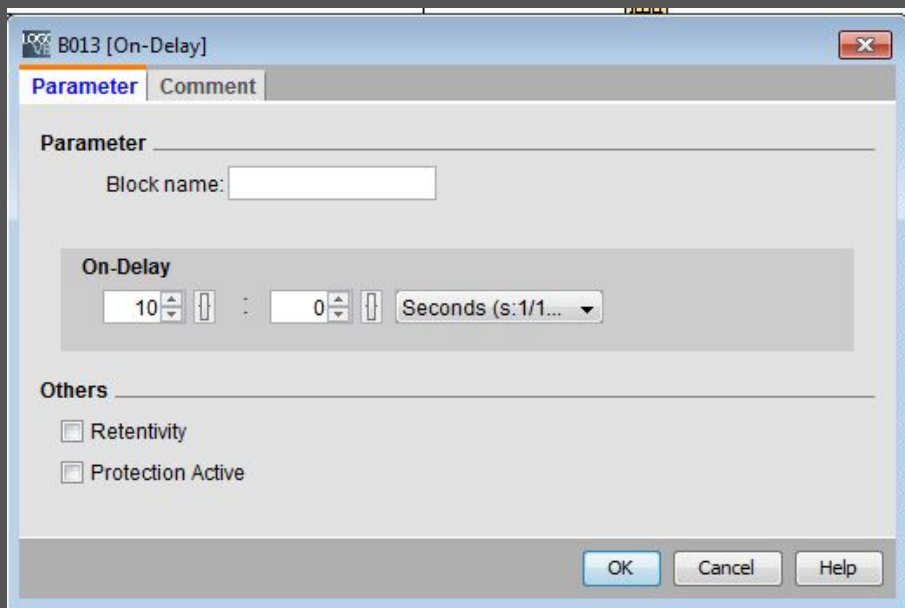 B013 [On-Delay]
Parameter Comment
Parameter
Block name:
On-Delay
10 : 0 Seconds (s:1/1...
Others
Retentivity
Protection Active
OK Cancel Help